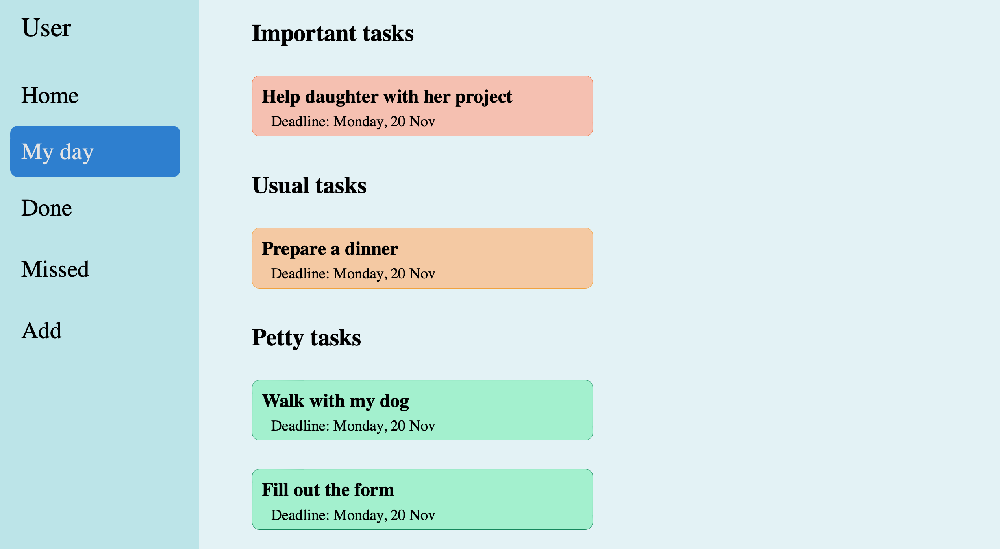 User
Home
My day
Done
Missed
Add
Important tasks
Help daughter with her project
Deadline: Monday, 20 Nov
Usual tasks
Prepare a dinner
Deadline: Monday, 20 Nov
Petty tasks
Walk with my dog
Deadline: Monday, 20 Nov
Fill out the form
Deadline: Monday, 20 Nov